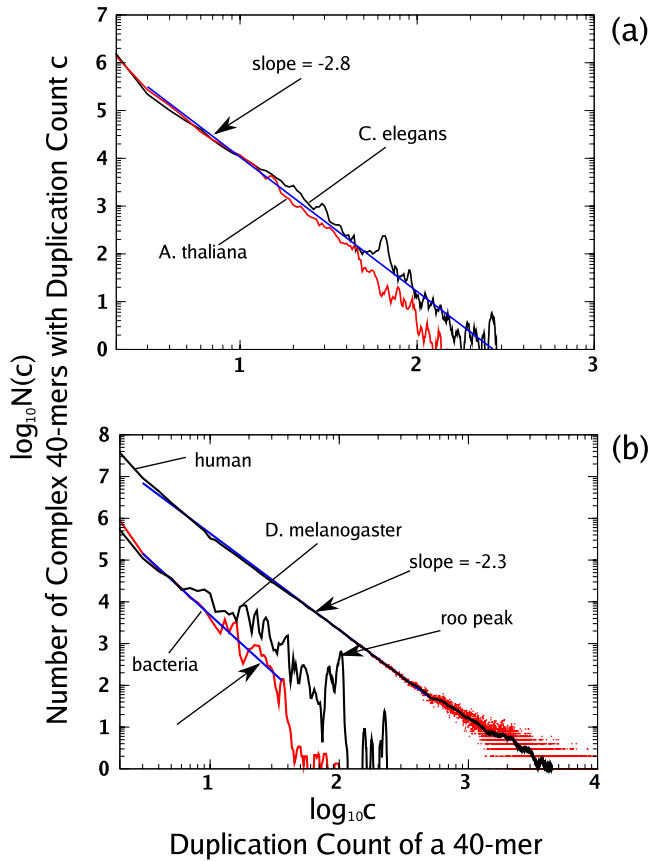 (a)
7
6
5
4
3
2
1
0
1
2
3
slope = -2.8
C. elegans
A. thaliana
log₁₀N(c)
Number of Complex 40-mers with Duplication Count c
(b)
8
7
6
5
4
3
2
1
0
1
2
3
4
human
D. melanogaster
slope = -2.3
roo peak
bacteria
log₁₀c
Duplication Count of a 40-mer